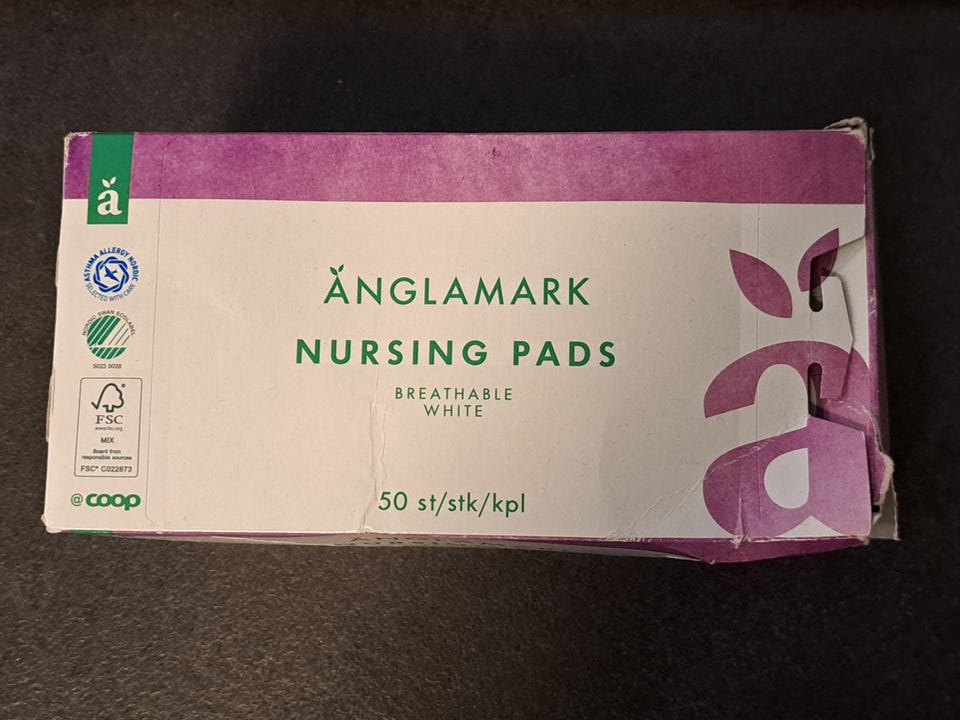 ä
ASTHMA ALLERGY NORDIC
SELECTED WITH CARE
NORDIC SWAN ECOLABEL
5023 0028
FSC
www.fsc.org
MIX
Board from
responsible sources
FSC® C022873
@coop
ÄNGLAMARK
NURSING PADS
BREATHABLE
WHITE
50 st/stk/kpl
ä